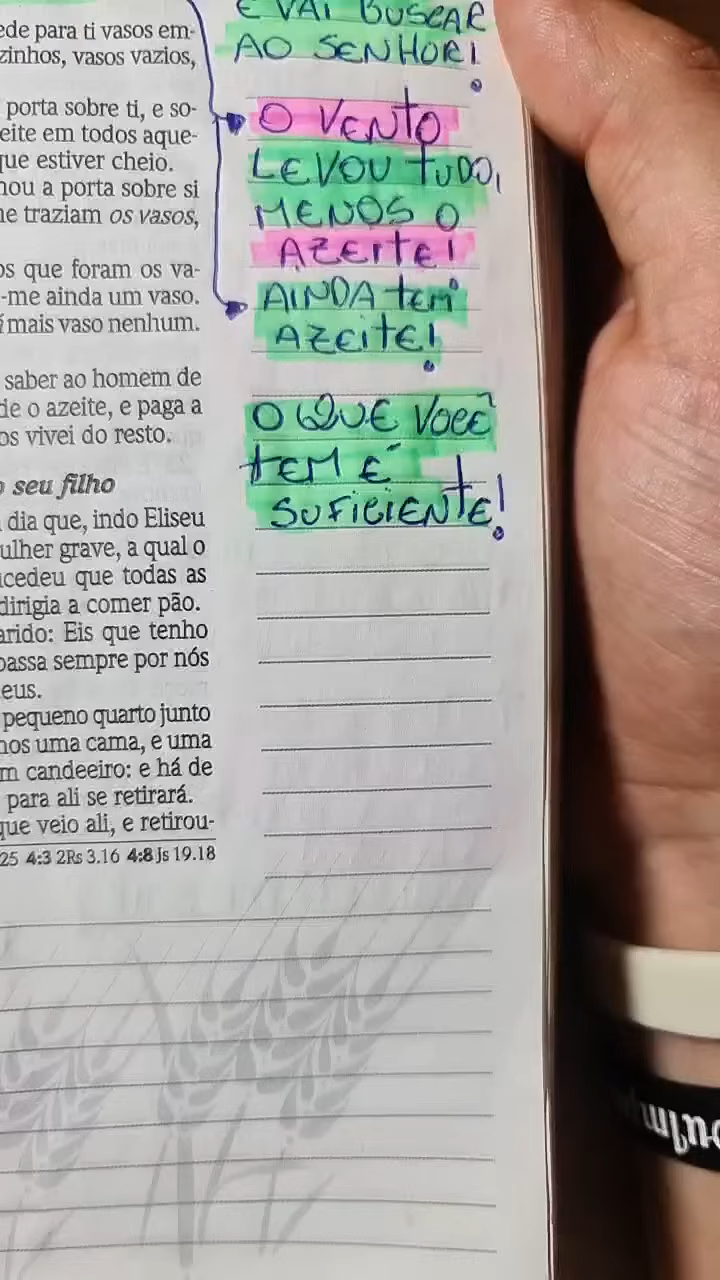 ede para ti vasos em-
zinhos, vasos vazios,
porta sobre ti, e so-
eite em todos aque-
que estiver cheio.
hou a porta sobre si
he traziam os vasos,
os que foram os va-
-me ainda um vaso.
mais vaso nenhum.
saber ao homem de
de o azeite, e paga a
os vivei do resto.
o seu filho
dia que, indo Eliseu
ulher grave, a qual o
ucedeu que todas as
dirigia a comer pão.
arido: Eis que tenho
passa sempre por nós
eus.
pequeno quarto junto
nos uma cama, e uma
m candeeiro: e há de
para ali se retirará.
que veio ali, e retirou-
25 4:3 2Rs 3.16 4:8 Js 19.18
E VAI BUSCAR
AO SENHOR!
O VENTO
LEVOU TUDO,
MENOS O
AZEITE!
AINDA TEM
AZEITE!
O QUE VOCÊ
TEM É
SUFICIENTE!